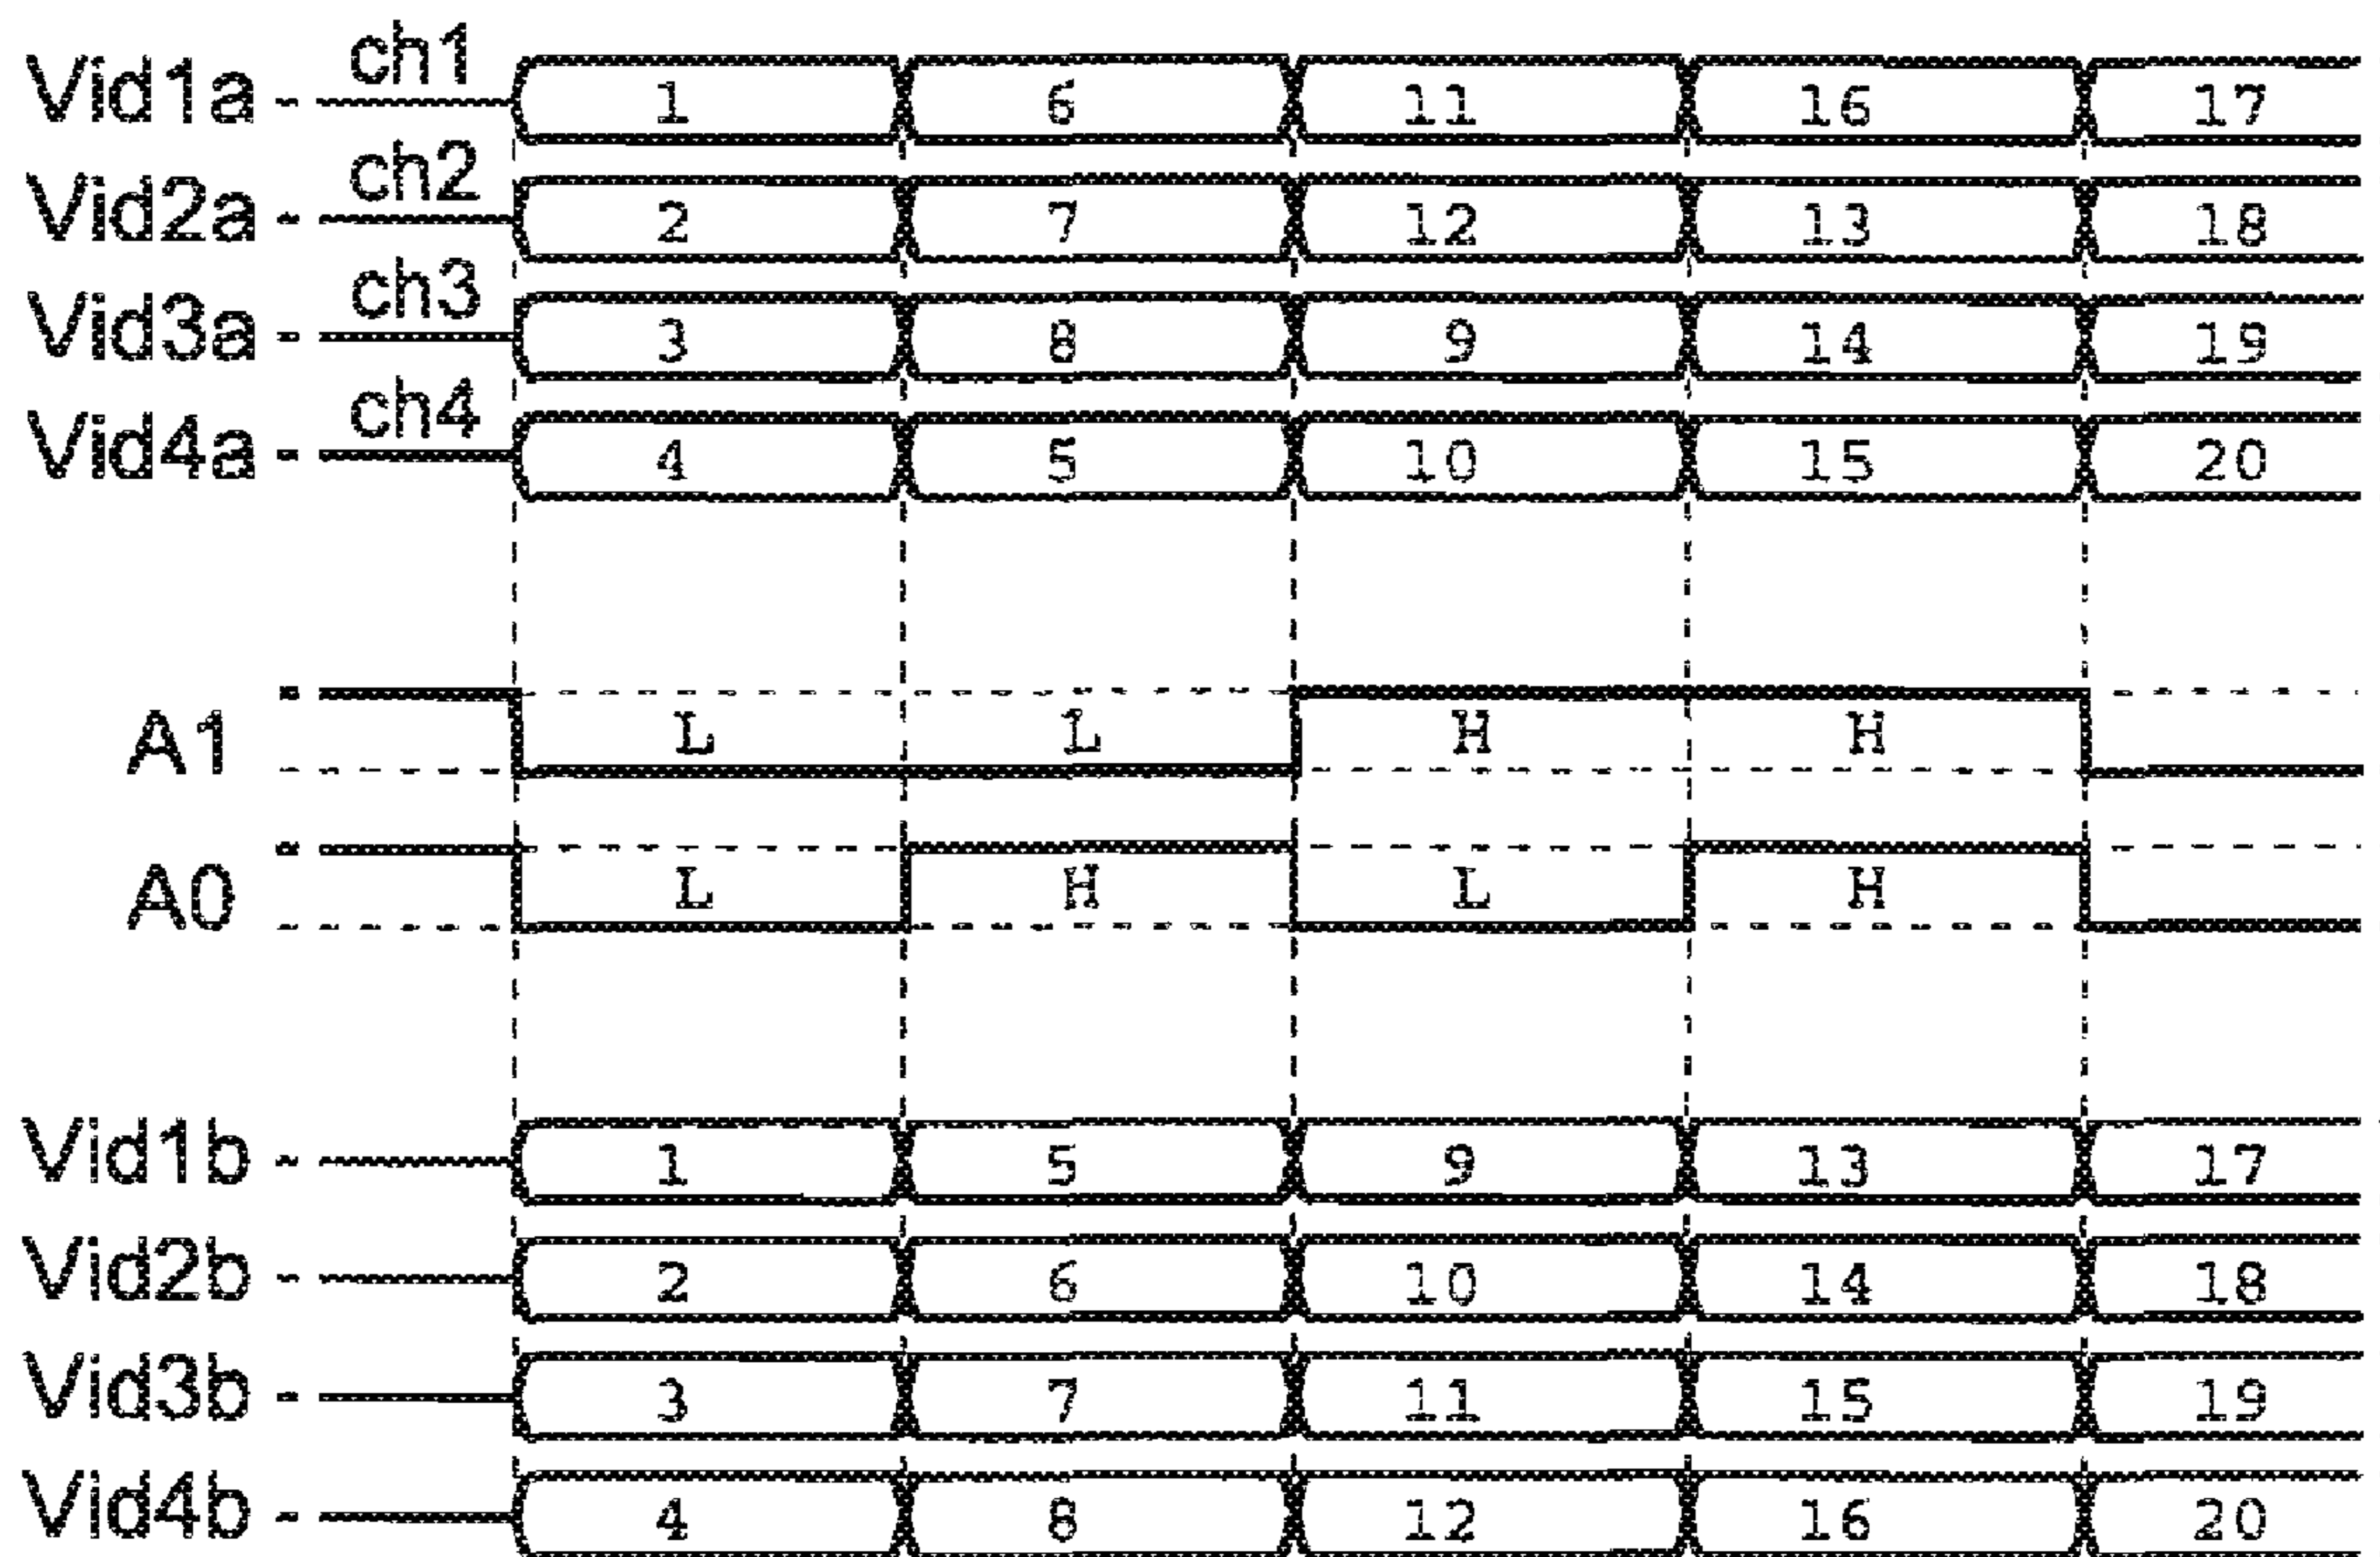 Vid1a ch1 1 6 11 16 17
Vid2a ch2 2 7 12 13 18
Vid3a ch3 3 8 9 14 19
Vid4a ch4 4 5 10 15 20
A1 L L H H
A0 L H L H
Vid1b 1 5 9 13 17
Vid2b 2 6 10 14 18
Vid3b 3 7 11 15 19
Vid4b 4 8 12 16 20